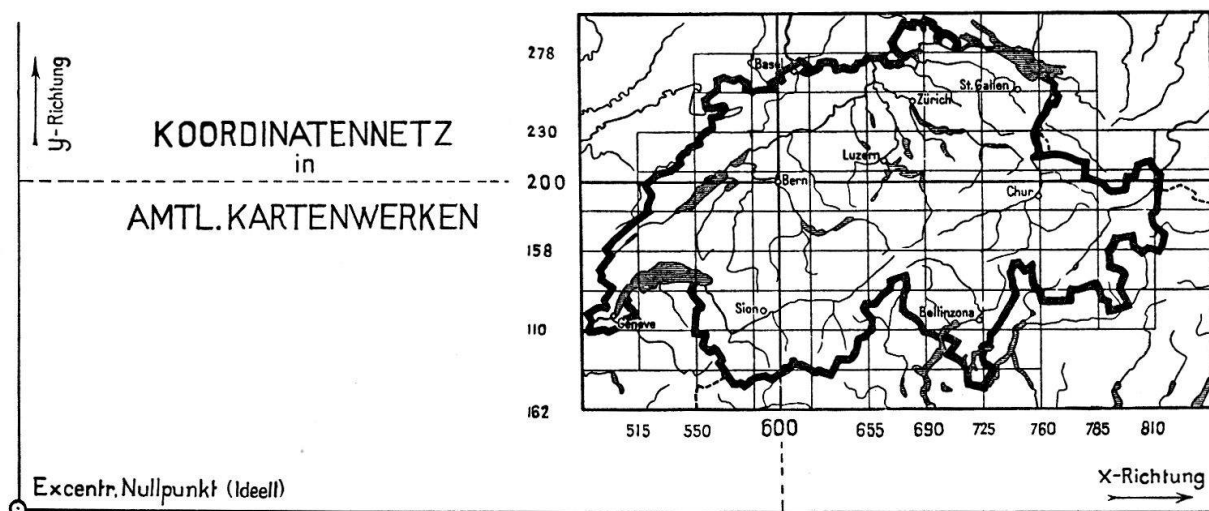 y-Richtung
KOORDINATENNETZ
in
AMTL. KARTENWERKEN
278
230
200
158
110
162
Basel
St. Gallen
Zürich
Luzern
Bern
Chur
Sion
Bellinzona
Genève
515 550 600 655 690 725 760 785 810
Excentr. Nullpunkt (Ideell)
X-Richtung